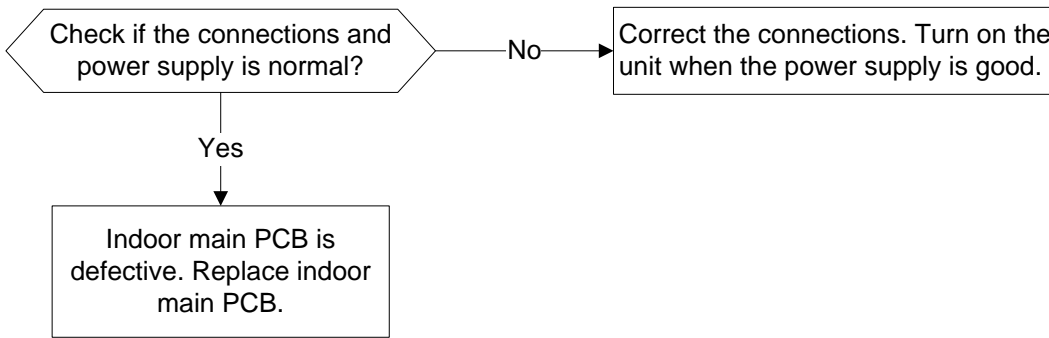 Check if the connections and
power supply is normal?
No
Correct the connections. Turn on the
unit when the power supply is good.
Yes
Indoor main PCB is
defective. Replace indoor
main PCB.